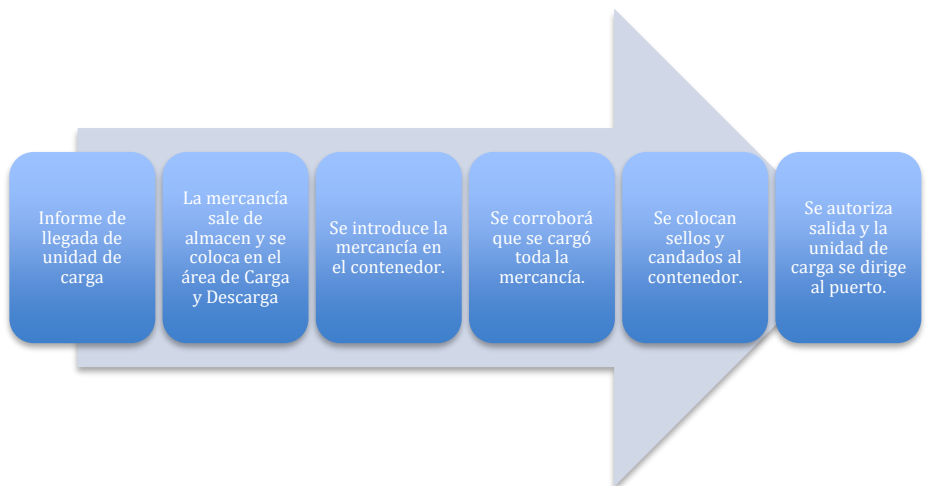 Informe de
llegada de
unidad de
carga
La mercancía
sale de
almacen y se
coloca en el
área de Carga
y Descarga
Se introduce la
mercancía en
el contenedor.
Se corroborá
que se cargó
toda la
mercancía.
Se colocan
sellos y
candados al
contenedor.
Se autoriza
salida y la
unidad de
carga se dirige
al puerto.